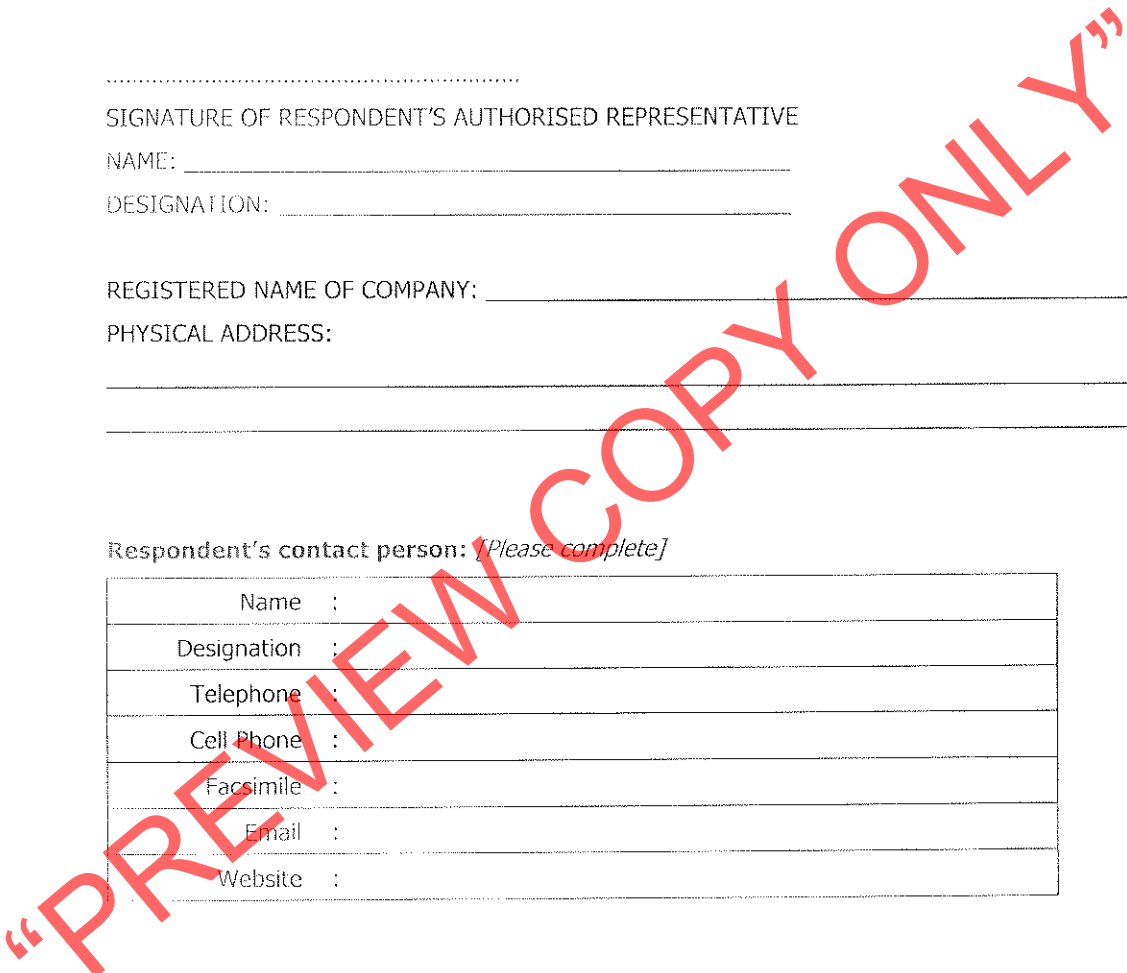 SIGNATURE OF RESPONDENT'S AUTHORISED REPRESENTATIVE
NAME:
DESIGNATION:
REGISTERED NAME OF COMPANY:
PHYSICAL ADDRESS:
Respondent's contact person: [Please complete]
Name :
Designation :
Telephone :
Cell Phone :
Facsimile :
Email :
Website :
"PREVIEW COPY ONLY"